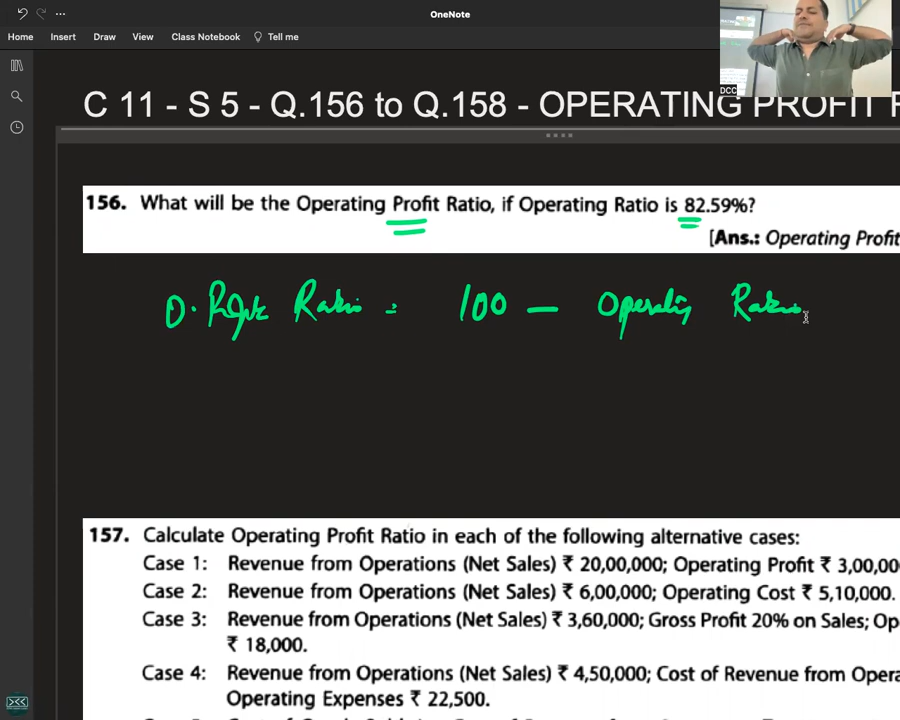 OneNote
Home Insert Draw View Class Notebook Tell me
DCC
C 11 - S 5 - Q.156 to Q.158 - OPERATING PROFIT
156. What will be the Operating Profit Ratio, if Operating Ratio is 82.59%?
[Ans.: Operating Profit
O. Profit Ratio = 100 — Operating Ratio
157. Calculate Operating Profit Ratio in each of the following alternative cases:
Case 1: Revenue from Operations (Net Sales) ₹ 20,00,000; Operating Profit ₹ 3,00,00
Case 2: Revenue from Operations (Net Sales) ₹ 6,00,000; Operating Cost ₹ 5,10,000.
Case 3: Revenue from Operations (Net Sales) ₹ 3,60,000; Gross Profit 20% on Sales; Op
₹ 18,000.
Case 4: Revenue from Operations (Net Sales) ₹ 4,50,000; Cost of Revenue from Opera
Operating Expenses ₹ 22,500.